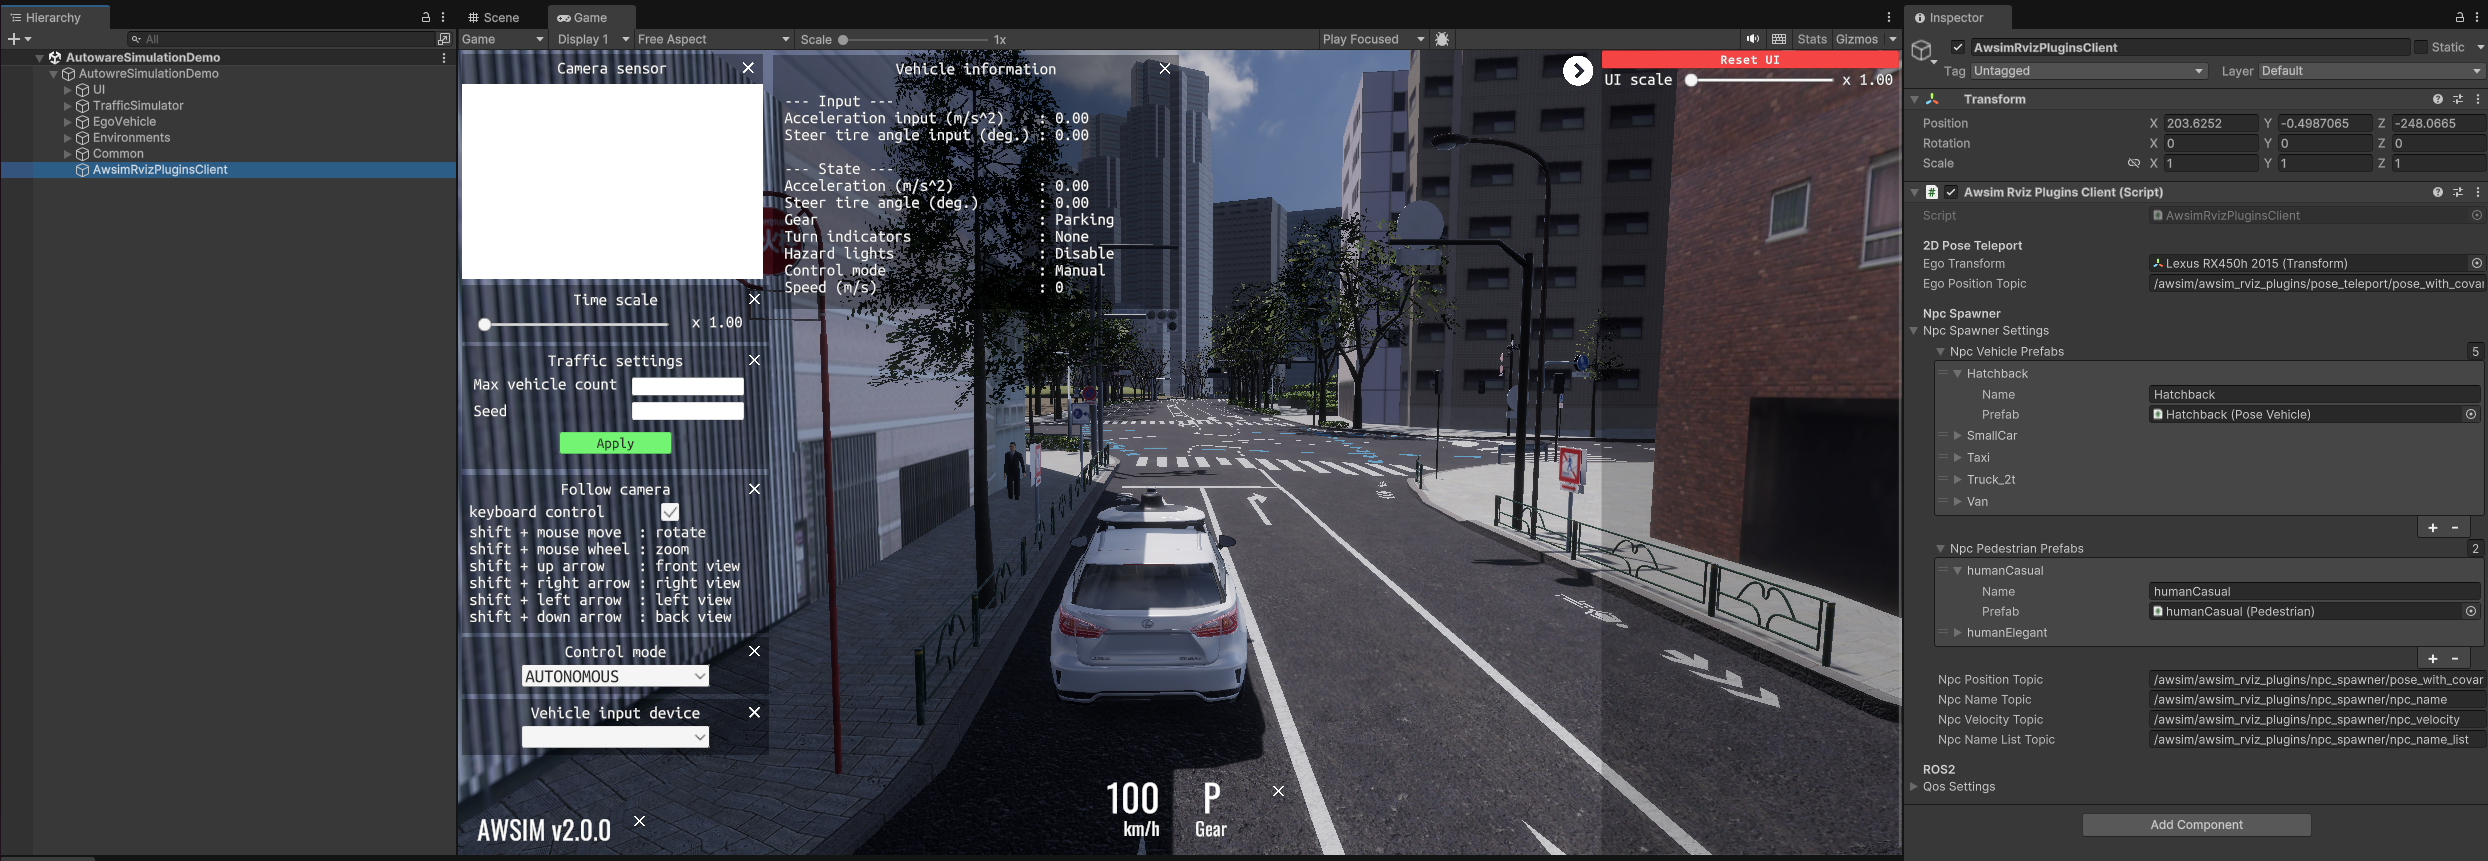 Hierarchy
All
AutowareSimulationDemo
AutowreSimulationDemo
UI
TrafficSimulator
EgoVehicle
Environments
Common
AwsimRvizPluginsClient
Scene
Game
Game
Display 1
Free Aspect
Scale
1x
Play Focused
Stats
Gizmos
Camera sensor
Time scale
x 1.00
Traffic settings
Max vehicle count
Seed
Apply
Follow camera
keyboard control
shift + mouse move : rotate
shift + mouse wheel : zoom
shift + up arrow : front view
shift + right arrow : right view
shift + left arrow : left view
shift + down arrow : back view
Control mode
AUTONOMOUS
Vehicle input device
AWSIM v2.0.0
Vehicle information
--- Input ---
Acceleration input (m/s^2) : 0.00
Steer tire angle input (deg.) : 0.00
--- State ---
Acceleration (m/s^2) : 0.00
Steer tire angle (deg.) : 0.00
Gear : Parking
Turn indicators : None
Hazard lights : Disable
Control mode : Manual
Speed (m/s) : 0
100
km/h
P
Gear
Reset UI
UI scale
x 1.00
Inspector
AwsimRvizPluginsClient
Static
Tag Untagged
Layer Default
Transform
Position X 203.6252 Y -0.4987065 Z -248.0665
Rotation X 0 Y 0 Z 0
Scale X 1 Y 1 Z 1
Awsim Rviz Plugins Client (Script)
Script AwsimRvizPluginsClient
2D Pose Teleport
Ego Transform Lexus RX450h 2015 (Transform)
Ego Position Topic /awsim/awsim_rviz_plugins/pose_teleport/pose_with_covar
Npc Spawner
Npc Spawner Settings
Npc Vehicle Prefabs 5
Hatchback
Name Hatchback
Prefab Hatchback (Pose Vehicle)
SmallCar
Taxi
Truck_2t
Van
+ -
Npc Pedestrian Prefabs 2
humanCasual
Name humanCasual
Prefab humanCasual (Pedestrian)
humanElegant
+ -
Npc Position Topic /awsim/awsim_rviz_plugins/npc_spawner/pose_with_covar
Npc Name Topic /awsim/awsim_rviz_plugins/npc_spawner/npc_name
Npc Velocity Topic /awsim/awsim_rviz_plugins/npc_spawner/npc_velocity
Npc Name List Topic /awsim/awsim_rviz_plugins/npc_spawner/npc_name_list
ROS2
Qos Settings
Add Component